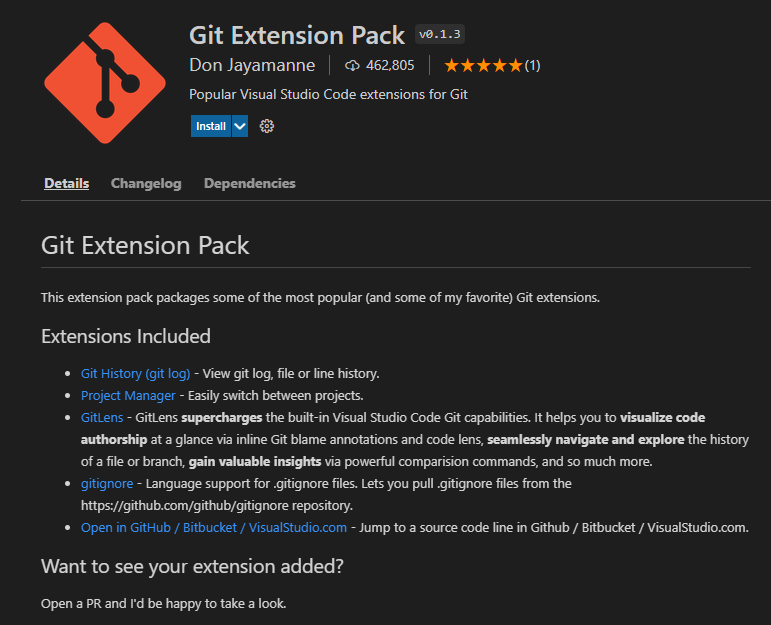 Git Extension Pack v0.1.3
Don Jayamanne 462,805 (1)
Popular Visual Studio Code extensions for Git
Install
Details Changelog Dependencies
Git Extension Pack
This extension pack packages some of the most popular (and some of my favorite) Git extensions.
Extensions Included
Git History (git log) - View git log, file or line history.
Project Manager - Easily switch between projects.
GitLens - GitLens supercharges the built-in Visual Studio Code Git capabilities. It helps you to visualize code
authorship at a glance via inline Git blame annotations and code lens, seamlessly navigate and explore the history
of a file or branch, gain valuable insights via powerful comparision commands, and so much more.
gitignore - Language support for .gitignore files. Lets you pull .gitignore files from the
https://github.com/github/gitignore repository.
Open in GitHub / Bitbucket / VisualStudio.com - Jump to a source code line in Github / Bitbucket / VisualStudio.com.
Want to see your extension added?
Open a PR and I'd be happy to take a look.